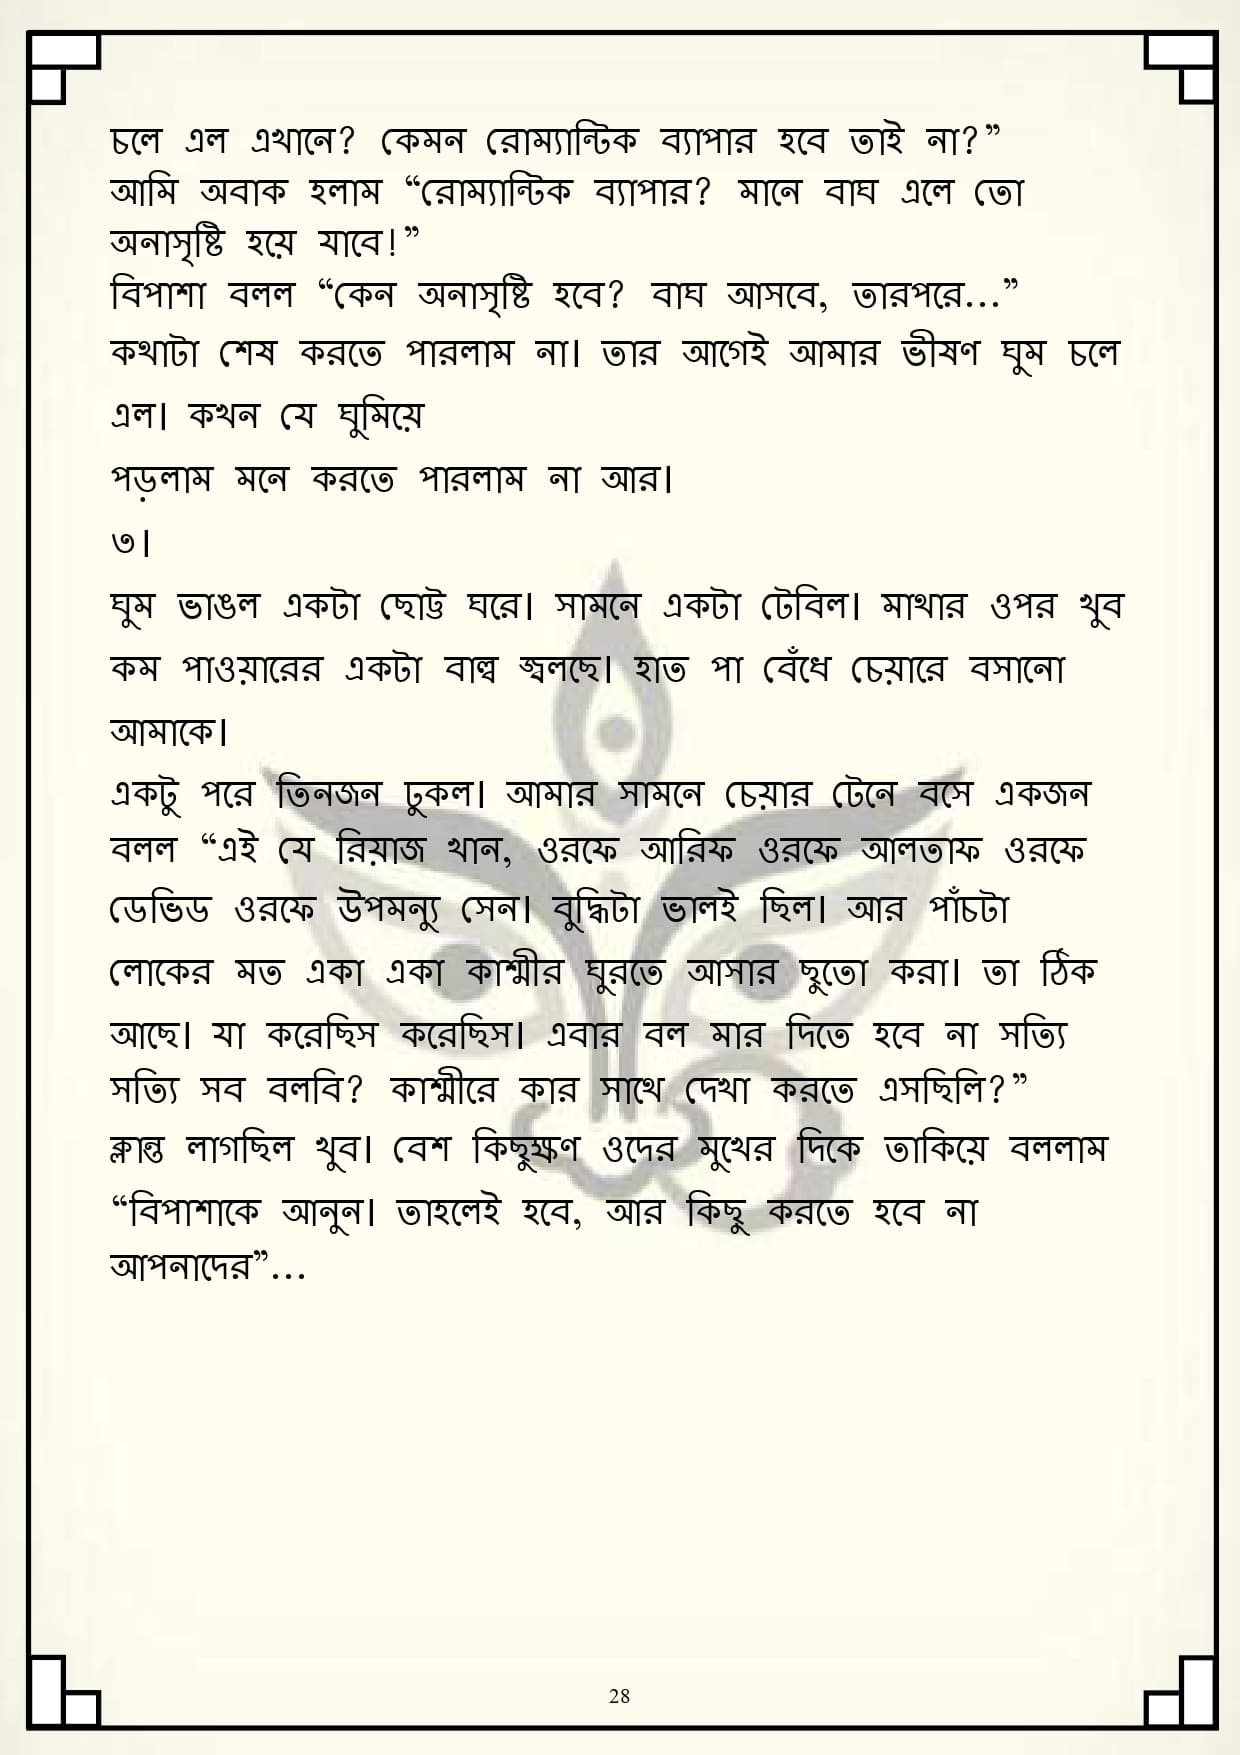 চলে এল এখানে? কেমন রোম্যান্টিক ব্যাপার হবে তাই না?”
আমি অবাক হলাম “রোম্যান্টিক ব্যাপার? মানে বাঘ এলে তো
অনাসৃষ্টি হয়ে যাবে!”
বিপাশা বলল “কেন অনাসৃষ্টি হবে? বাঘ আসবে, তারপরে...”
কথাটা শেষ করতে পারলাম না। তার আগেই আমার ভীষণ ঘুম চলে
এল। কখন যে ঘুমিয়ে
পড়লাম মনে করতে পারলাম না আর।
৩।
ঘুম ভাঙল একটা ছোট্ট ঘরে। সামনে একটা টেবিল। মাথার ওপর খুব
কম পাওয়ারের একটা বাল্ব জ্বলছে। হাত পা বেঁধে চেয়ারে বসানো
আমাকে।
একটু পরে তিনজন ঢুকল। আমার সামনে চেয়ার টেনে বসে একজন
বলল “এই যে রিয়াজ খান, ওরফে আরিফ ওরফে আলতাফ ওরফে
ডেভিড ওরফে উপমন্যু সেন। বুদ্ধিটা ভালই ছিল। আর পাঁচটা
লোকের মত একা একা কাশ্মীর ঘুরতে আসার ছুতো করা। তা ঠিক
আছে। যা করেছিস করেছিস। এবার বল মার দিতে হবে না সত্যি
সত্যি সব বলবি? কাশ্মীরে কার সাথে দেখা করতে এসছিলি?”
ক্লান্ত লাগছিল খুব। বেশ কিছুক্ষণ ওদের মুখের দিকে তাকিয়ে বললাম
“বিপাশাকে আনুন। তাহলেই হবে, আর কিছু করতে হবে না
আপনাদের”...
28